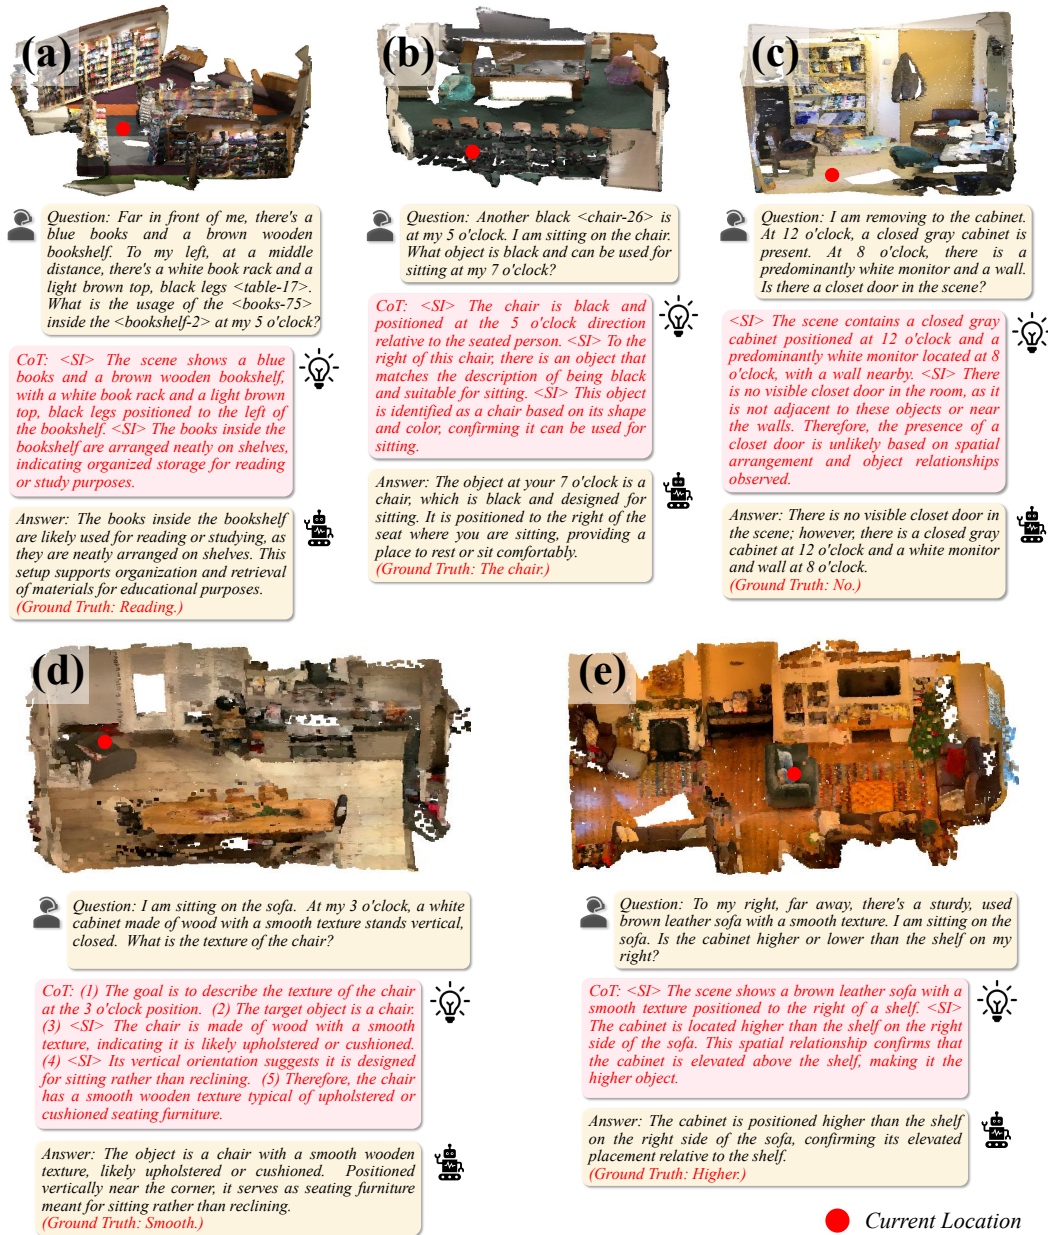 (a)
(b)
(c)
Question: Far in front of me, there's a
blue books and a brown wooden
bookshelf. To my left, at a middle
distance, there's a white book rack and a
light brown top, black legs <table-17>.
What is the usage of the <books-75>
inside the <bookshelf-2> at my 5 o'clock?
CoT: <SI> The scene shows a blue
books and a brown wooden bookshelf,
with a white book rack and a light brown
top, black legs positioned to the left of
the bookshelf. <SI> The books inside the
bookshelf are arranged neatly on shelves,
indicating organized storage for reading
or study purposes.
Answer: The books inside the bookshelf
are likely used for reading or studying, as
they are neatly arranged on shelves. This
setup supports organization and retrieval
of materials for educational purposes.
(Ground Truth: Reading.)
Question: Another black <chair-26> is
at my 5 o'clock. I am sitting on the chair.
What object is black and can be used for
sitting at my 7 o'clock?
CoT: <SI> The chair is black and
positioned at the 5 o'clock direction
relative to the seated person. <SI> To the
right of this chair, there is an object that
matches the description of being black
and suitable for sitting. <SI> This object
is identified as a chair based on its shape
and color, confirming it can be used for
sitting.
Answer: The object at your 7 o'clock is a
chair, which is black and designed for
sitting. It is positioned to the right of the
seat where you are sitting, providing a
place to rest or sit comfortably.
(Ground Truth: The chair.)
Question: I am removing to the cabinet.
At 12 o'clock, a closed gray cabinet is
present. At 8 o'clock, there is a
predominantly white monitor and a wall.
Is there a closet door in the scene?
<SI> The scene contains a closed gray
cabinet positioned at 12 o'clock and a
predominantly white monitor located at 8
o'clock, with a wall nearby. <SI> There
is no visible closet door in the room, as it
is not adjacent to these objects or near
the walls. Therefore, the presence of a
closet door is unlikely based on spatial
arrangement and object relationships
observed.
Answer: There is no visible closet door in
the scene; however, there is a closed gray
cabinet at 12 o'clock and a white monitor
and wall at 8 o'clock.
(Ground Truth: No.)
(d)
(e)
Question: I am sitting on the sofa. At my 3 o'clock, a white
cabinet made of wood with a smooth texture stands vertical,
closed. What is the texture of the chair?
CoT: (1) The goal is to describe the texture of the chair
at the 3 o'clock position. (2) The target object is a chair.
(3) <SI> The chair is made of wood with a smooth
texture, indicating it is likely upholstered or cushioned.
(4) <SI> Its vertical orientation suggests it is designed
for sitting rather than reclining. (5) Therefore, the chair
has a smooth wooden texture typical of upholstered or
cushioned seating furniture.
Answer: The object is a chair with a smooth wooden
texture, likely upholstered or cushioned. Positioned
vertically near the corner, it serves as seating furniture
meant for sitting rather than reclining.
(Ground Truth: Smooth.)
Question: To my right, far away, there's a sturdy, used
brown leather sofa with a smooth texture. I am sitting on the
sofa. Is the cabinet higher or lower than the shelf on my
right?
CoT: <SI> The scene shows a brown leather sofa with a
smooth texture positioned to the right of a shelf. <SI>
The cabinet is located higher than the shelf on the right
side of the sofa. This spatial relationship confirms that
the cabinet is elevated above the shelf, making it the
higher object.
Answer: The cabinet is positioned higher than the shelf
on the right side of the sofa, confirming its elevated
placement relative to the shelf.
(Ground Truth: Higher.)
Current Location